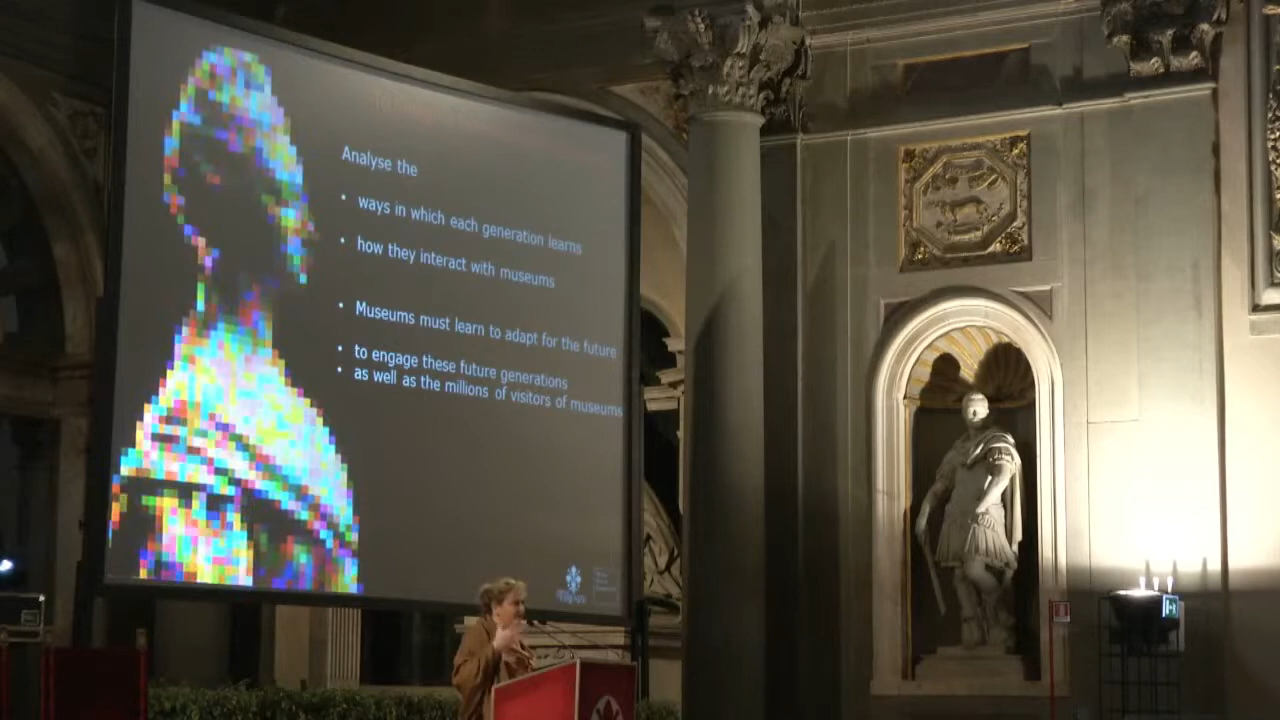 Analyse the
• ways in which each generation learns
• how they interact with museums
• Museums must learn to adapt for the future
• to engage these future generations
• as well as the millions of visitors of museums